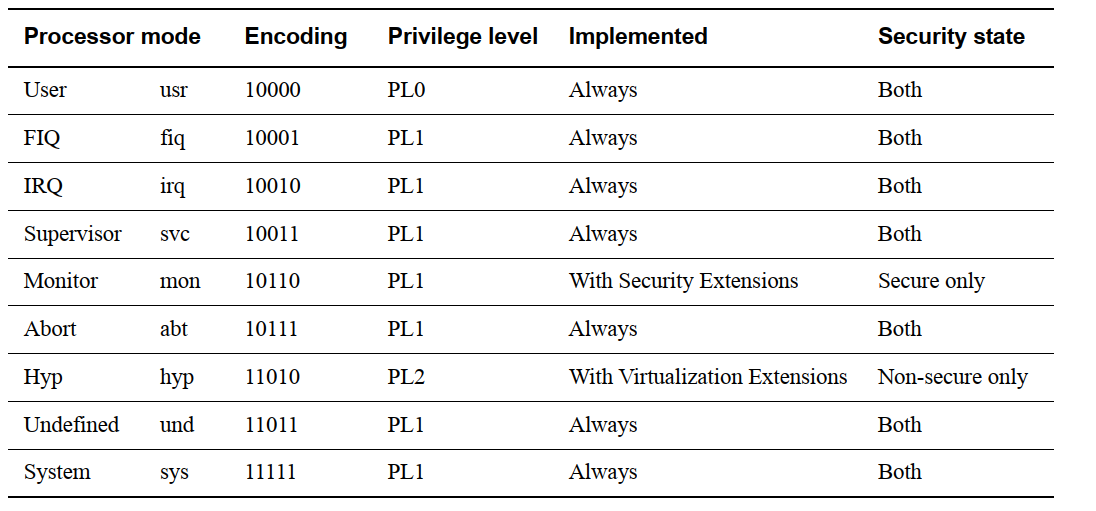 Processor mode Encoding Privilege level Implemented Security state
User usr 10000 PL0 Always Both
FIQ fiq 10001 PL1 Always Both
IRQ irq 10010 PL1 Always Both
Supervisor svc 10011 PL1 Always Both
Monitor mon 10110 PL1 With Security Extensions Secure only
Abort abt 10111 PL1 Always Both
Hyp hyp 11010 PL2 With Virtualization Extensions Non-secure only
Undefined und 11011 PL1 Always Both
System sys 11111 PL1 Always Both